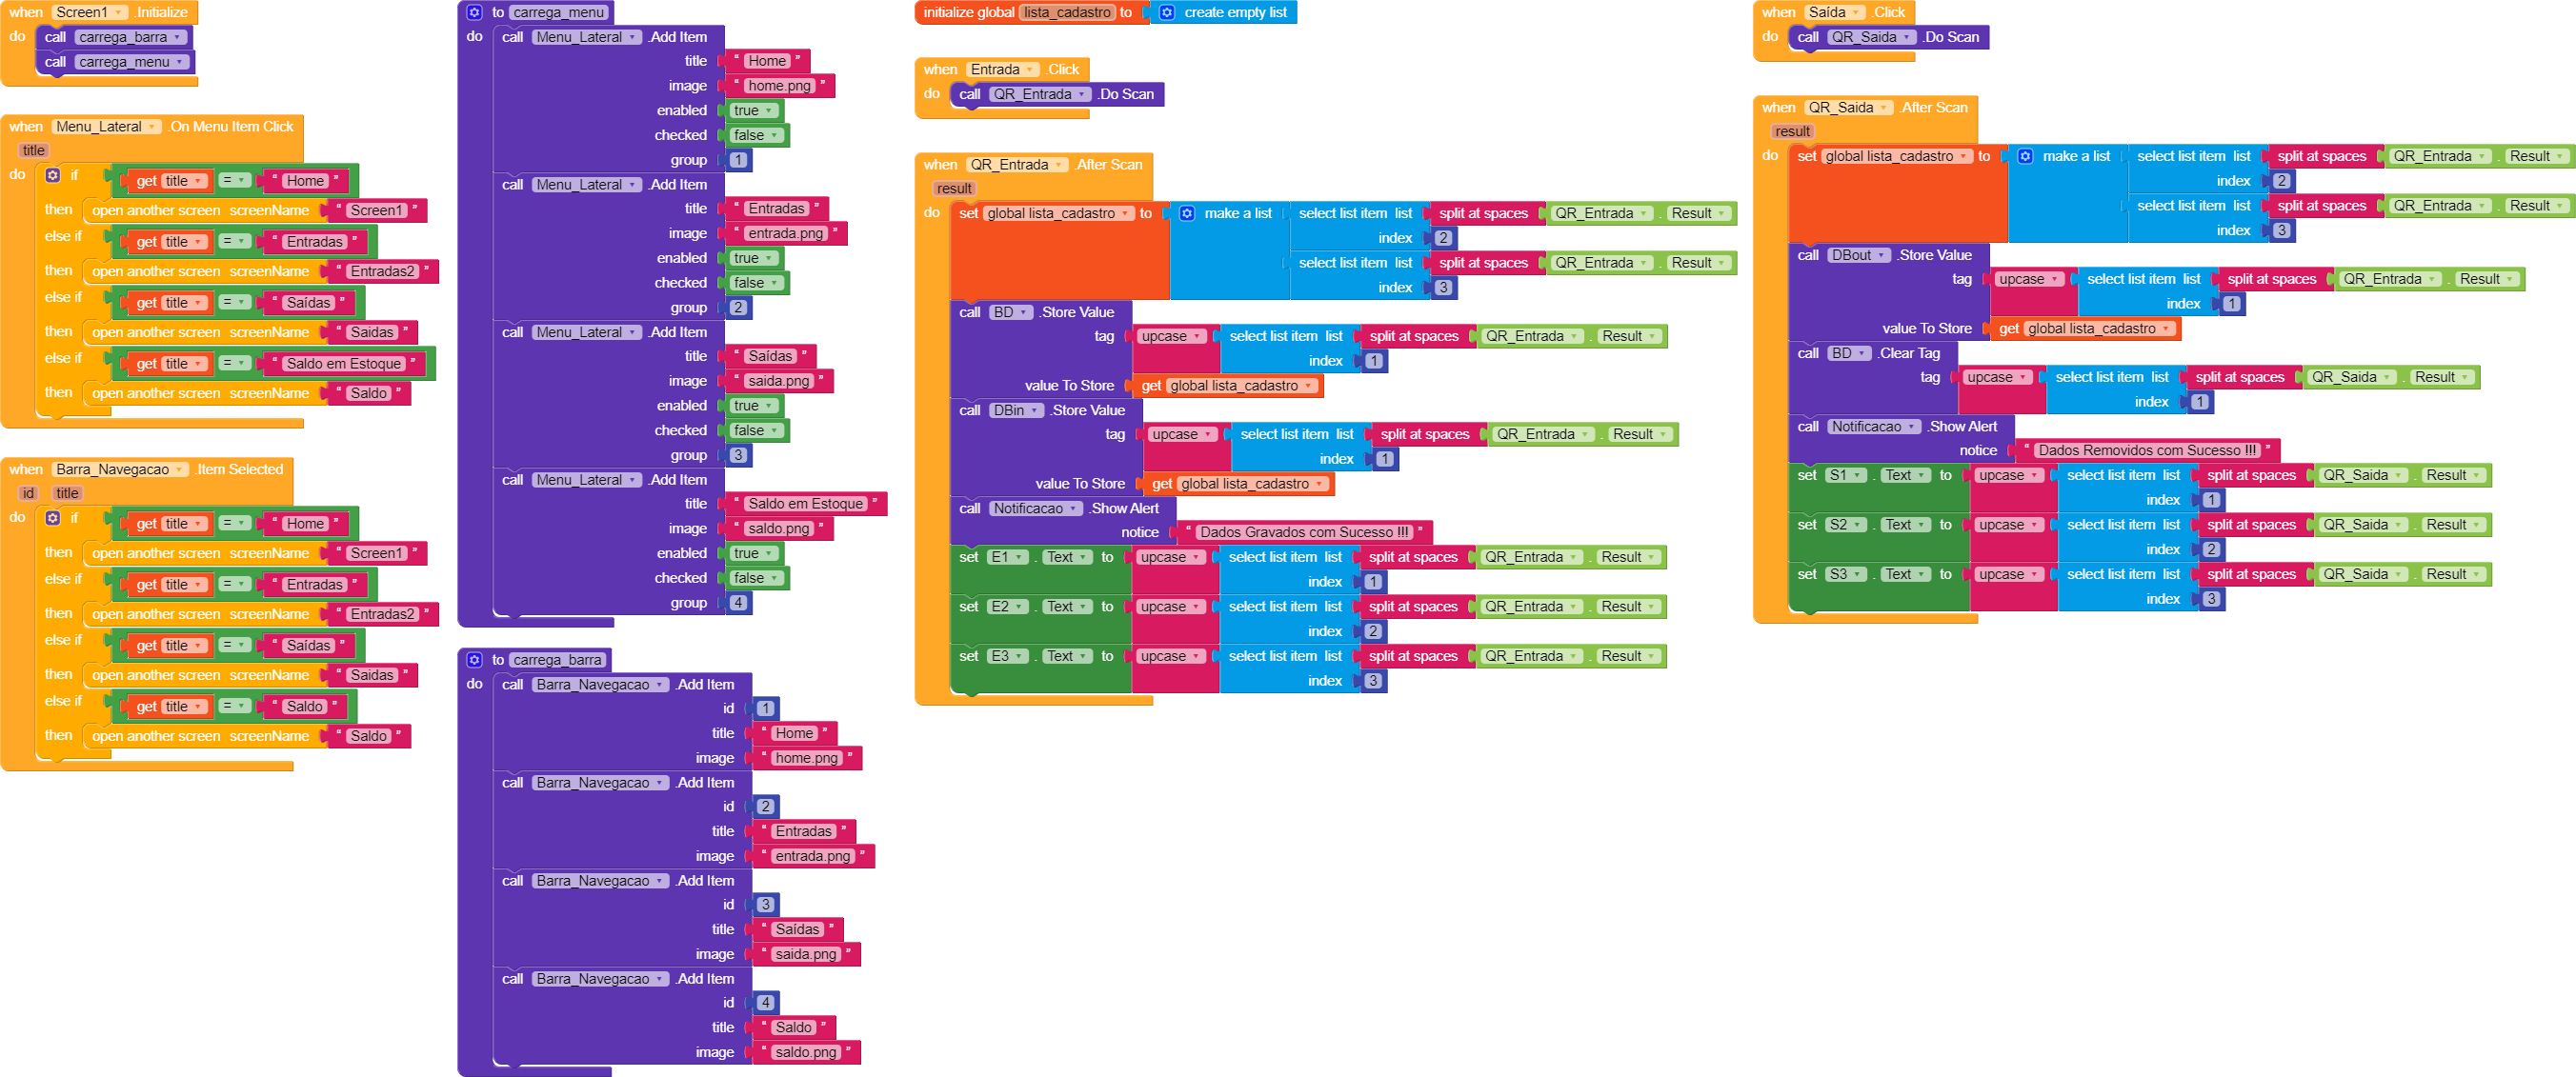 when Screen1 .Initialize
do call carrega_barra
call carrega_menu
when Menu_Lateral .On Menu Item Click
title
do if get title = " Home "
then open another screen screenName " Screen1 "
else if get title = " Entradas "
then open another screen screenName " Entradas2 "
else if get title = " Saídas "
then open another screen screenName " Saidas "
else if get title = " Saldo em Estoque "
then open another screen screenName " Saldo "
when Barra_Navegacao .Item Selected
id title
do if get title = " Home "
then open another screen screenName " Screen1 "
else if get title = " Entradas "
then open another screen screenName " Entradas2 "
else if get title = " Saídas "
then open another screen screenName " Saidas "
else if get title = " Saldo "
then open another screen screenName " Saldo "
to carrega_menu
do call Menu_Lateral .Add Item
title " Home "
image " home.png "
enabled true
checked false
group 1
call Menu_Lateral .Add Item
title " Entradas "
image " entrada.png "
enabled true
checked false
group 2
call Menu_Lateral .Add Item
title " Saídas "
image " saida.png "
enabled true
checked false
group 3
call Menu_Lateral .Add Item
title " Saldo em Estoque "
image " saldo.png "
enabled true
checked false
group 4
to carrega_barra
do call Barra_Navegacao .Add Item
id 1
title " Home "
image " home.png "
call Barra_Navegacao .Add Item
id 2
title " Entradas "
image " entrada.png "
call Barra_Navegacao .Add Item
id 3
title " Saídas "
image " saida.png "
call Barra_Navegacao .Add Item
id 4
title " Saldo "
image " saldo.png "
initialize global lista_cadastro to create empty list
when Entrada .Click
do call QR_Entrada .Do Scan
when QR_Entrada .After Scan
result
do set global lista_cadastro to make a list select list item list split at spaces QR_Entrada . Result
index 2
select list item list split at spaces QR_Entrada . Result
index 3
call BD .Store Value
tag upcase select list item list split at spaces QR_Entrada . Result
index 1
value To Store get global lista_cadastro
call DBin .Store Value
tag upcase select list item list split at spaces QR_Entrada . Result
index 1
value To Store get global lista_cadastro
call Notificacao .Show Alert
notice " Dados Gravados com Sucesso !!! "
set E1 . Text to upcase select list item list split at spaces QR_Entrada . Result
index 1
set E2 . Text to upcase select list item list split at spaces QR_Entrada . Result
index 2
set E3 . Text to upcase select list item list split at spaces QR_Entrada . Result
index 3
when Saída .Click
do call QR_Saida .Do Scan
when QR_Saida .After Scan
result
do set global lista_cadastro to make a list select list item list split at spaces QR_Entrada . Result
index 2
select list item list split at spaces QR_Entrada . Result
index 3
call DBout .Store Value
tag upcase select list item list split at spaces QR_Entrada . Result
index 1
value To Store get global lista_cadastro
call BD .Clear Tag
tag upcase select list item list split at spaces QR_Saida . Result
index 1
call Notificacao .Show Alert
notice " Dados Removidos com Sucesso !!! "
set S1 . Text to upcase select list item list split at spaces QR_Saida . Result
index 1
set S2 . Text to upcase select list item list split at spaces QR_Saida . Result
index 2
set S3 . Text to upcase select list item list split at spaces QR_Saida . Result
index 3